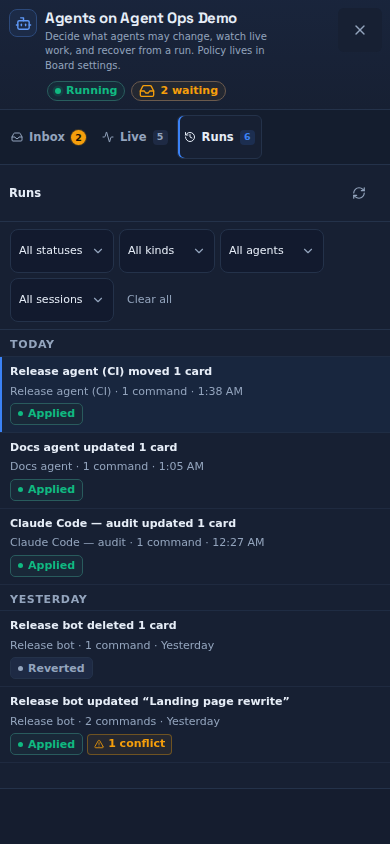 Agents on Agent Ops Demo
Decide what agents may change, watch live
work, and recover from a run. Policy lives in
Board settings.
Running
2 waiting
Inbox 2
Live 5
Runs 6
Runs
All statuses
All kinds
All agents
All sessions
Clear all
TODAY
Release agent (CI) moved 1 card
Release agent (CI) · 1 command · 1:38 AM
Applied
Docs agent updated 1 card
Docs agent · 1 command · 1:05 AM
Applied
Claude Code — audit updated 1 card
Claude Code — audit · 1 command · 12:27 AM
Applied
YESTERDAY
Release bot deleted 1 card
Release bot · 1 command · Yesterday
Reverted
Release bot updated “Landing page rewrite”
Release bot · 2 commands · Yesterday
Applied
1 conflict